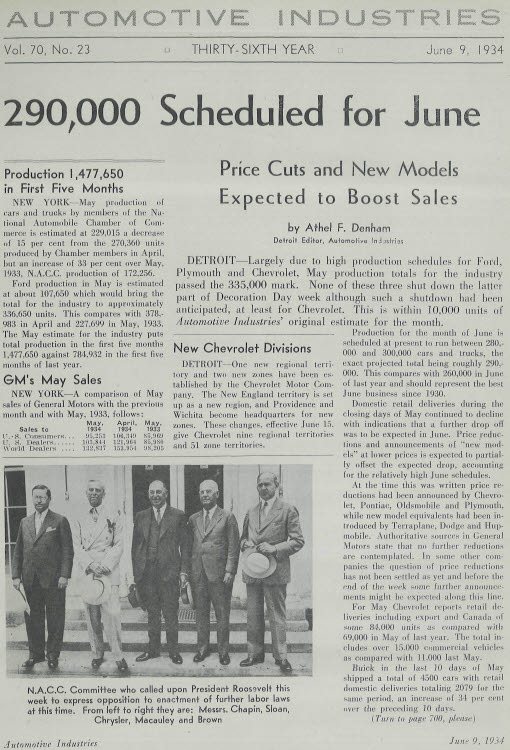 AUTOMOTIVE INDUSTRIES
Vol. 70, No. 23
THIRTY-SIXTH YEAR
June 9, 1934
290,000 Scheduled for June
Production 1,477,650
in First Five Months
NEW YORK—May production of
cars and trucks by members of the Na-
tional Automobile Chamber of Com-
merce is estimated at 229,015 a decrease
of 15 per cent from the 270,360 units
produced by Chamber members in April,
but an increase of 33 per cent over May,
1933, N.A.C.C. production of 172,256.
Ford production in May is estimated
at about 107,650 which would bring the
total for the industry to approximately
336,650 units. This compares with 378,-
983 in April and 227,699 in May, 1933.
The May estimate for the industry puts
total production in the first five months
1,477,650 against 784,932 in the first five
months of last year.
GM's May Sales
NEW YORK—A comparison of May
sales of General Motors with the previous
month and with May, 1933, follows:
May, April, May,
Sales to 1934 1934 1933
U. S. Consumers... 95,253 106,349 85,969
U. S. Dealers.... 103,844 121,964 85,980
World Dealers .... 132,837 153,954 98,205
Price Cuts and New Models
Expected to Boost Sales
by Athel F. Denham
Detroit Editor, Automotive Industries
DETROIT—Largely due to high production schedules for Ford,
Plymouth and Chevrolet, May production totals for the industry
passed the 335,000 mark. None of these three shut down the latter
part of Decoration Day week although such a shutdown had been
anticipated, at least for Chevrolet. This is within 10,000 units of
Automotive Industries' original estimate for the month.
New Chevrolet Divisions
DETROIT—One new regional terri-
tory and two new zones have been es-
tablished by the Chevrolet Motor Com-
pany. The New England territory is set
up as a new region, and Providence and
Wichita become headquarters for new
zones. These changes, effective June 15,
give Chevrolet nine regional territories
and 51 zone territories.
Production for the month of June is
scheduled at present to run between 280,-
000 and 300,000 cars and trucks, the
exact projected total being roughly 290,-
000. This compares with 260,000 in June
of last year and should represent the best
June business since 1930.
Domestic retail deliveries during the
closing days of May continued to decline
with indications that a further drop off
was to be expected in June. Price reduc-
tions and announcements of "new mod-
els" at lower prices is expected to partial-
ly offset the expected drop, accounting
for the relatively high June schedules.
At the time this was written price re-
ductions had been announced by Chevro-
let, Pontiac, Oldsmobile and Plymouth,
while new model equivalents had been in-
troduced by Terraplane, Dodge and Hup-
mobile. Authoritative sources in General
Motors state that no further reductions
are contemplated. In some other com-
panies the question of price reductions
has not been settled as yet and before the
end of the week some further announce-
ments might be expected along this line.
For May Chevrolet reports retail de-
liveries including export and Canada of
some 84,000 units as compared with
69,000 in May of last year. The total in-
cludes over 15,000 commercial vehicles
as compared with 11,000 last May.
Buick in the last 10 days of May
shipped a total of 4500 cars with retail
domestic deliveries totaling 2079 for the
same period, an increase of 34 per cent
over the preceding 10 days.
(Turn to page 700, please)
N.A.C.C. Committee who called upon President Roosevelt this
week to express opposition to enactment of further labor laws
at this time. From left to right they are: Messrs. Chapin, Sloan,
Chrysler, Macauley and Brown
Automotive Industries
June 9, 1934